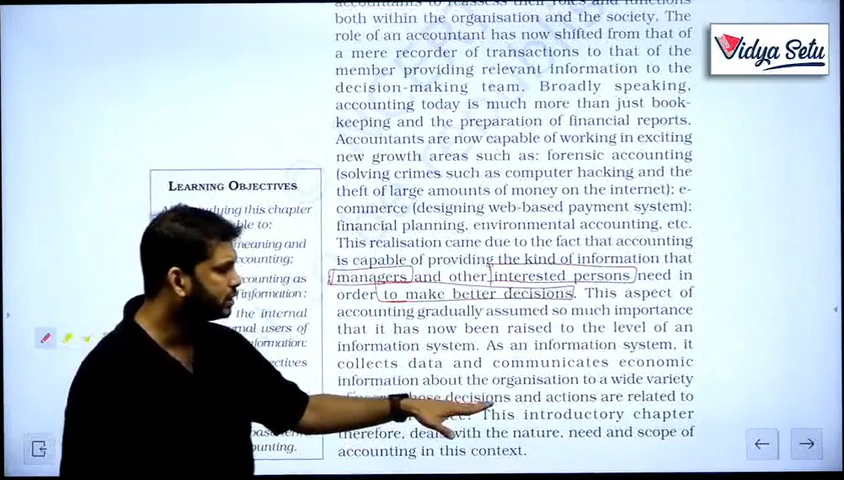 accountants to reassess their roles and functions
both within the organisation and the society. The
role of an accountant has now shifted from that of
a mere recorder of transactions to that of the
member providing relevant information to the
decision-making team. Broadly speaking,
accounting today is much more than just book-
keeping and the preparation of financial reports.
Accountants are now capable of working in exciting
new growth areas such as: forensic accounting
(solving crimes such as computer hacking and the
theft of large amounts of money on the internet); e-
commerce (designing web-based payment system);
financial planning, environmental accounting, etc.
This realisation came due to the fact that accounting
is capable of providing the kind of information that
managers and other interested persons need in
order to make better decisions. This aspect of
accounting gradually assumed so much importance
that it has now been raised to the level of an
information system. As an information system, it
collects data and communicates economic
information about the organisation to a wide variety
decisions and actions are related to
This introductory chapter
therefore, deals with the nature, need and scope of
accounting in this context.
Vidya Setu
LEARNING OBJECTIVES
studying this chapter
to:
meaning and
the internal
users of